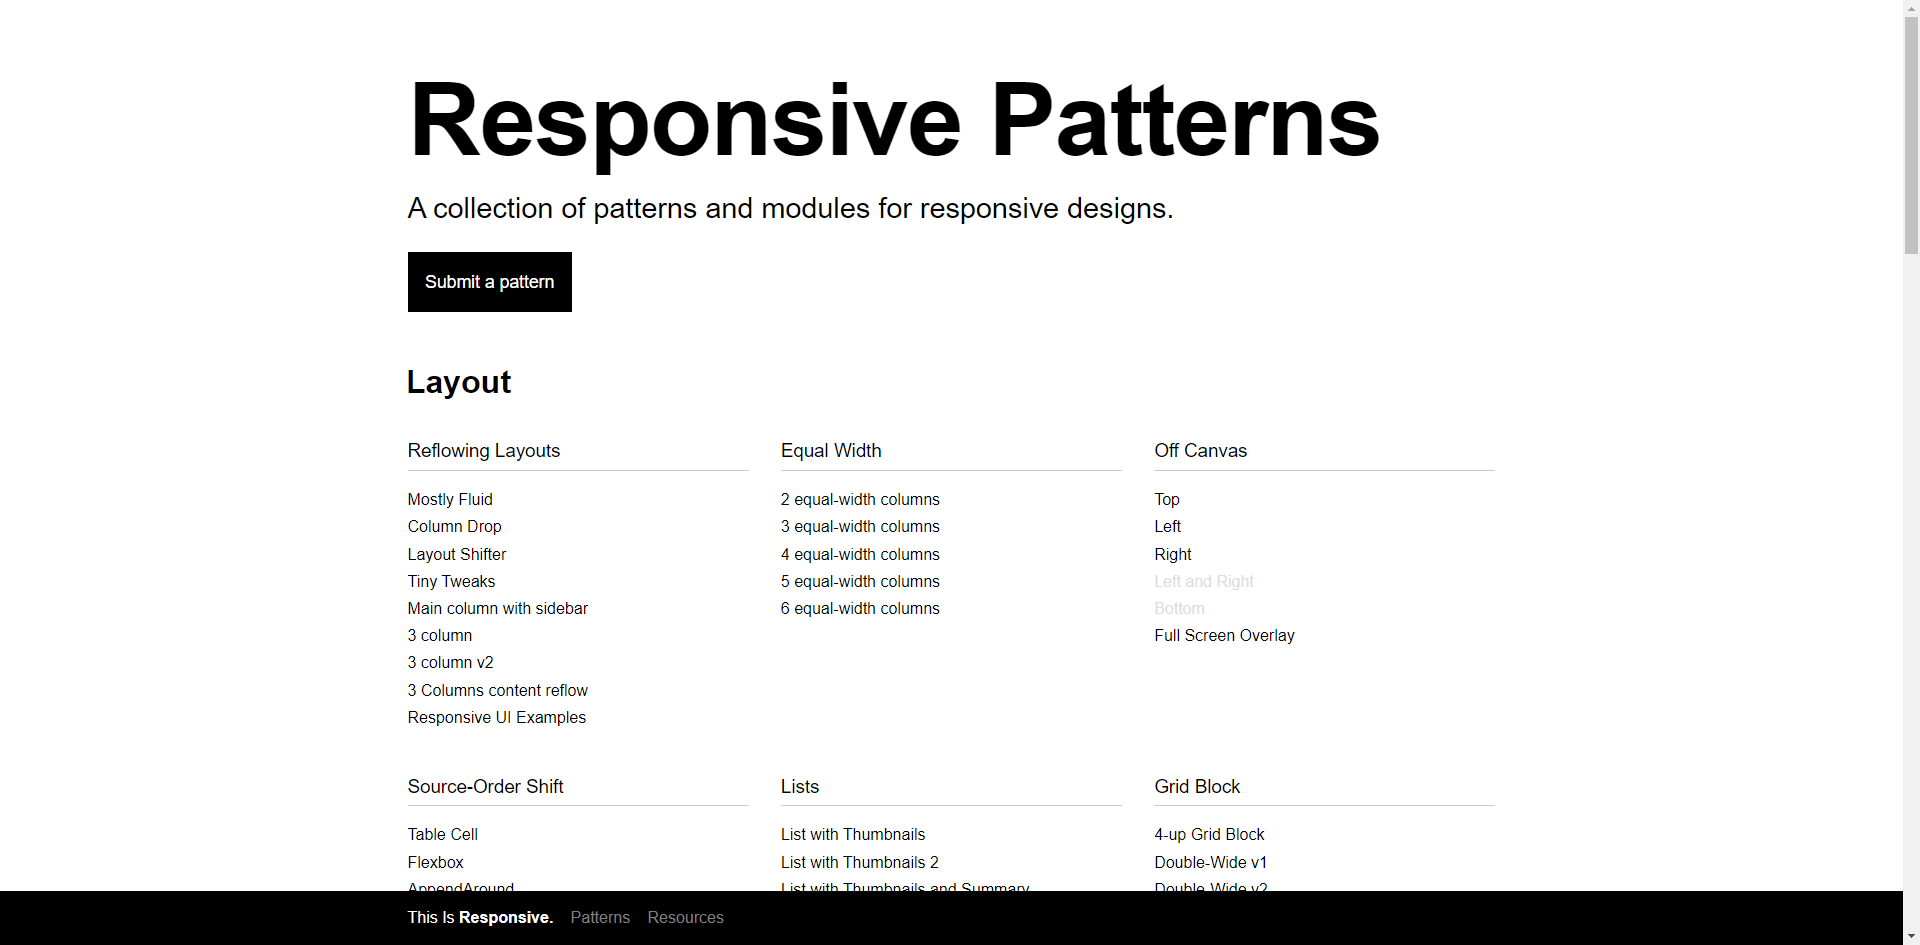 Responsive Patterns
A collection of patterns and modules for responsive designs.
Submit a pattern
Layout
Reflowing Layouts
Mostly Fluid
Column Drop
Layout Shifter
Tiny Tweaks
Main column with sidebar
3 column
3 column v2
3 Columns content reflow
Responsive UI Examples
Equal Width
2 equal-width columns
3 equal-width columns
4 equal-width columns
5 equal-width columns
6 equal-width columns
Off Canvas
Top
Left
Right
Left and Right
Bottom
Full Screen Overlay
Source-Order Shift
Table Cell
Flexbox
AppendAround
Lists
List with Thumbnails
List with Thumbnails 2
List with Thumbnails and Summary
Grid Block
4-up Grid Block
Double-Wide v1
Double-Wide v2
This Is Responsive. Patterns Resources